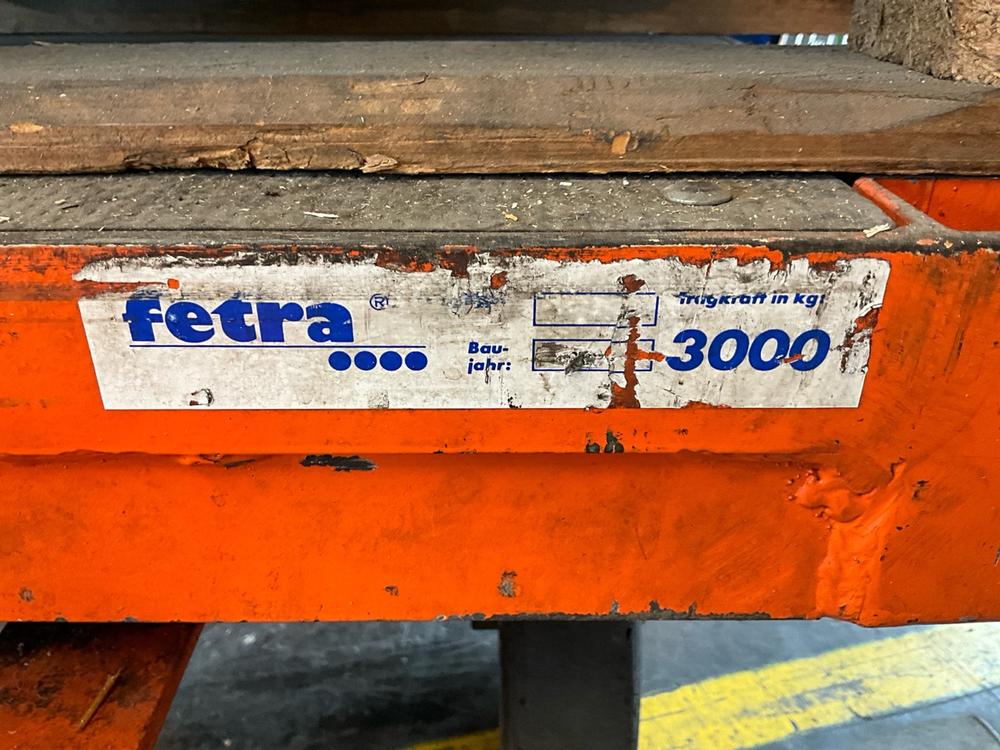 fetra ®
Tragkraft in kg:
Bau-
jahr:
3000